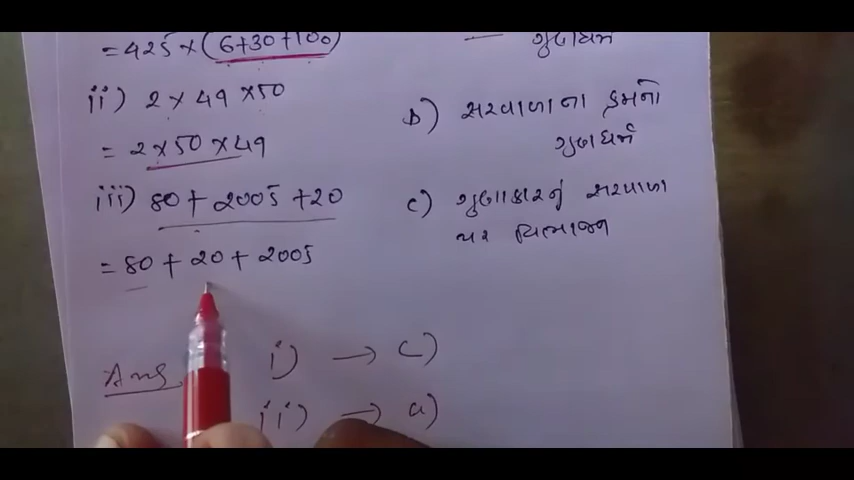 = 425 × (6+30+100)
ગુણધર્મ
ii) 2 × 49 × 50
= 2 × 50 × 49
b) સરવાળાના ક્રમનો
ગુણધર્મ
iii) 80 + 2005 + 20
= 80 + 20 + 2005
c) ગુણાકારનું સરવાળા
પર વિભાજન
Ans
i) → c)
ii) → a)